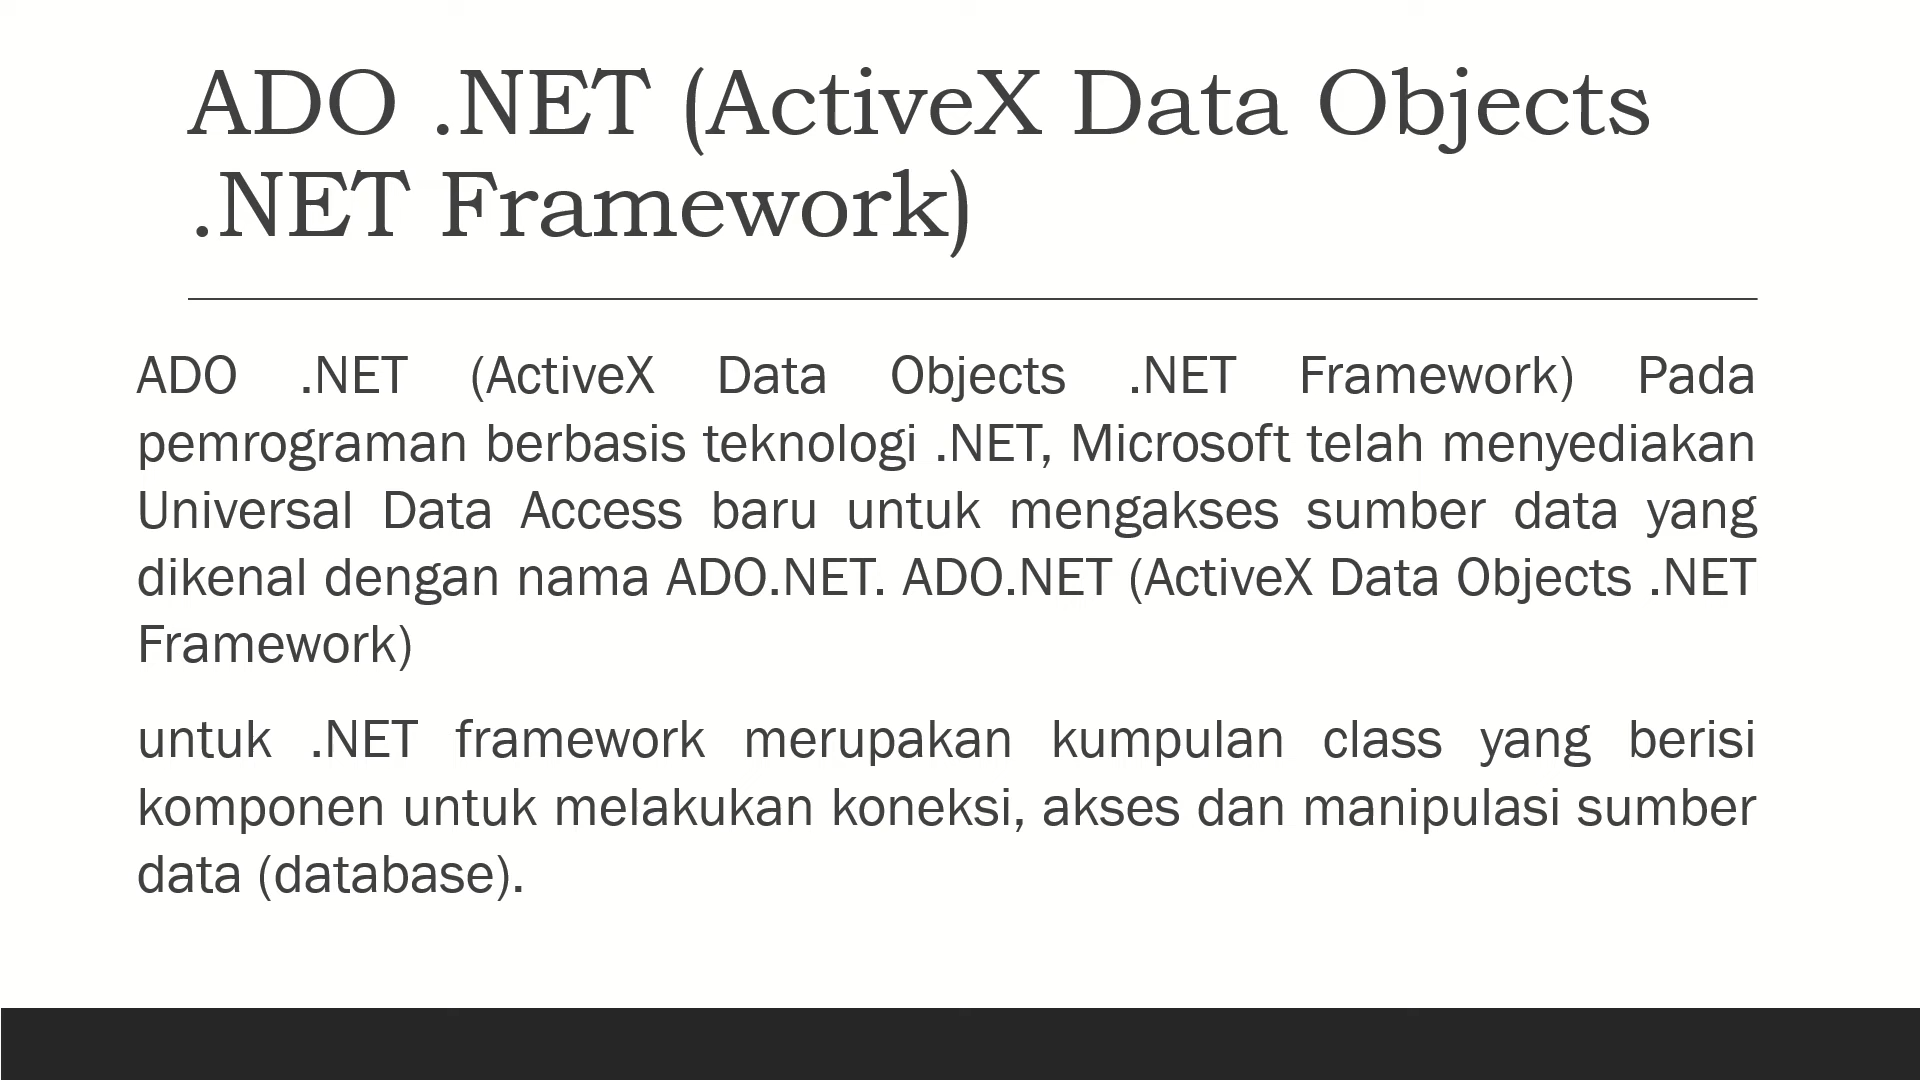 ADO .NET (ActiveX Data Objects
.NET Framework)
ADO .NET (ActiveX Data Objects .NET Framework) Pada
pemrograman berbasis teknologi .NET, Microsoft telah menyediakan
Universal Data Access baru untuk mengakses sumber data yang
dikenal dengan nama ADO.NET. ADO.NET (ActiveX Data Objects .NET
Framework)
untuk .NET framework merupakan kumpulan class yang berisi
komponen untuk melakukan koneksi, akses dan manipulasi sumber
data (database).